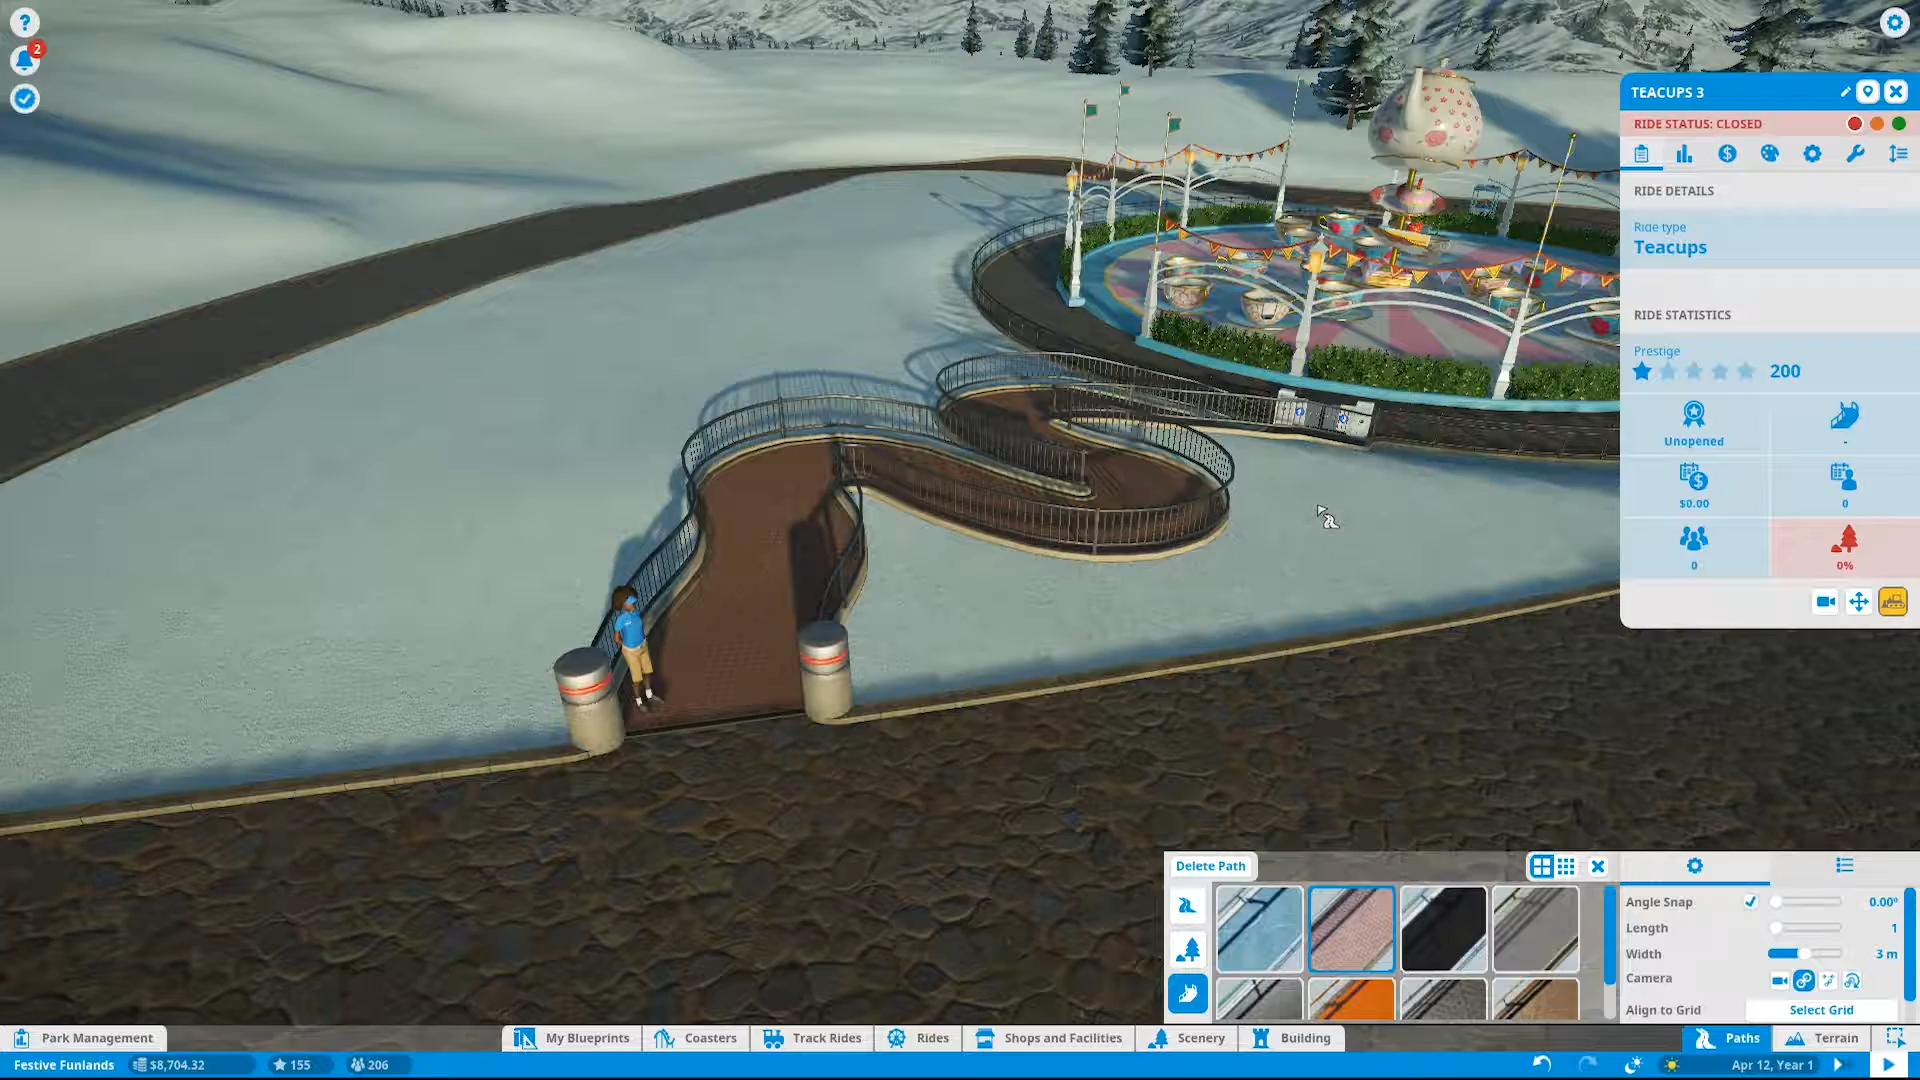 ?
2
TEACUPS 3
RIDE STATUS: CLOSED
RIDE DETAILS
Ride type
Teacups
RIDE STATISTICS
Prestige
200
Unopened
-
$0.00
0
0
0%
Delete Path
Angle Snap
0.00°
Length
1
Width
3 m
Camera
Align to Grid
Select Grid
Park Management
My Blueprints
Coasters
Track Rides
Rides
Shops and Facilities
Scenery
Building
Paths
Terrain
Festive Funlands
$8,704.32
155
206
Apr 12, Year 1